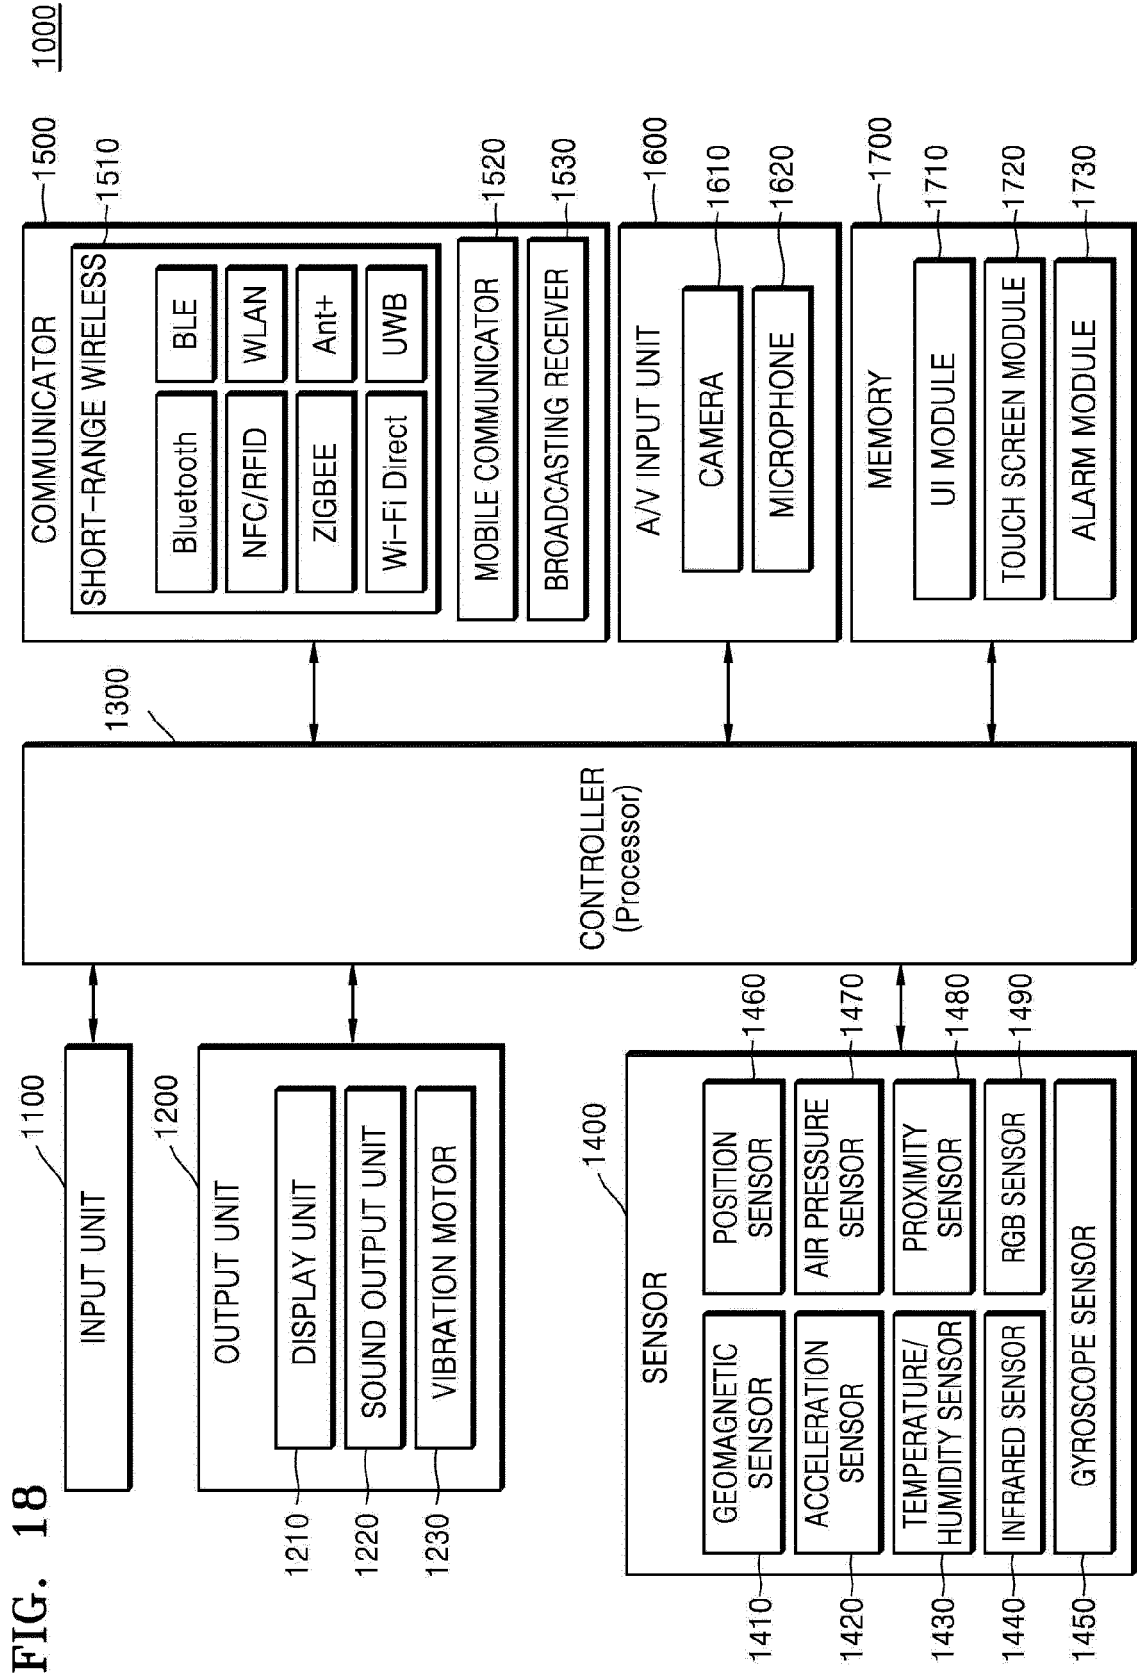 FIG. 18
1000
1100
INPUT UNIT
1200
OUTPUT UNIT
1210
DISPLAY UNIT
1220
SOUND OUTPUT UNIT
1230
VIBRATION MOTOR
1400
SENSOR
1410
GEOMAGNETIC
SENSOR
POSITION
SENSOR
1460
1420
ACCELERATION
SENSOR
AIR PRESSURE
SENSOR
1470
1430
TEMPERATURE/
HUMIDITY SENSOR
PROXIMITY
SENSOR
1480
1440
INFRARED SENSOR
RGB SENSOR
1490
1450
GYROSCOPE SENSOR
1300
CONTROLLER
(Processor)
1500
COMMUNICATOR
1510
SHORT-RANGE WIRELESS
Bluetooth
BLE
NFC/RFID
WLAN
ZIGBEE
Ant+
Wi-Fi Direct
UWB
MOBILE COMMUNICATOR
1520
BROADCASTING RECEIVER
1530
1600
A/V INPUT UNIT
CAMERA
1610
MICROPHONE
1620
1700
MEMORY
UI MODULE
1710
TOUCH SCREEN MODULE
1720
ALARM MODULE
1730